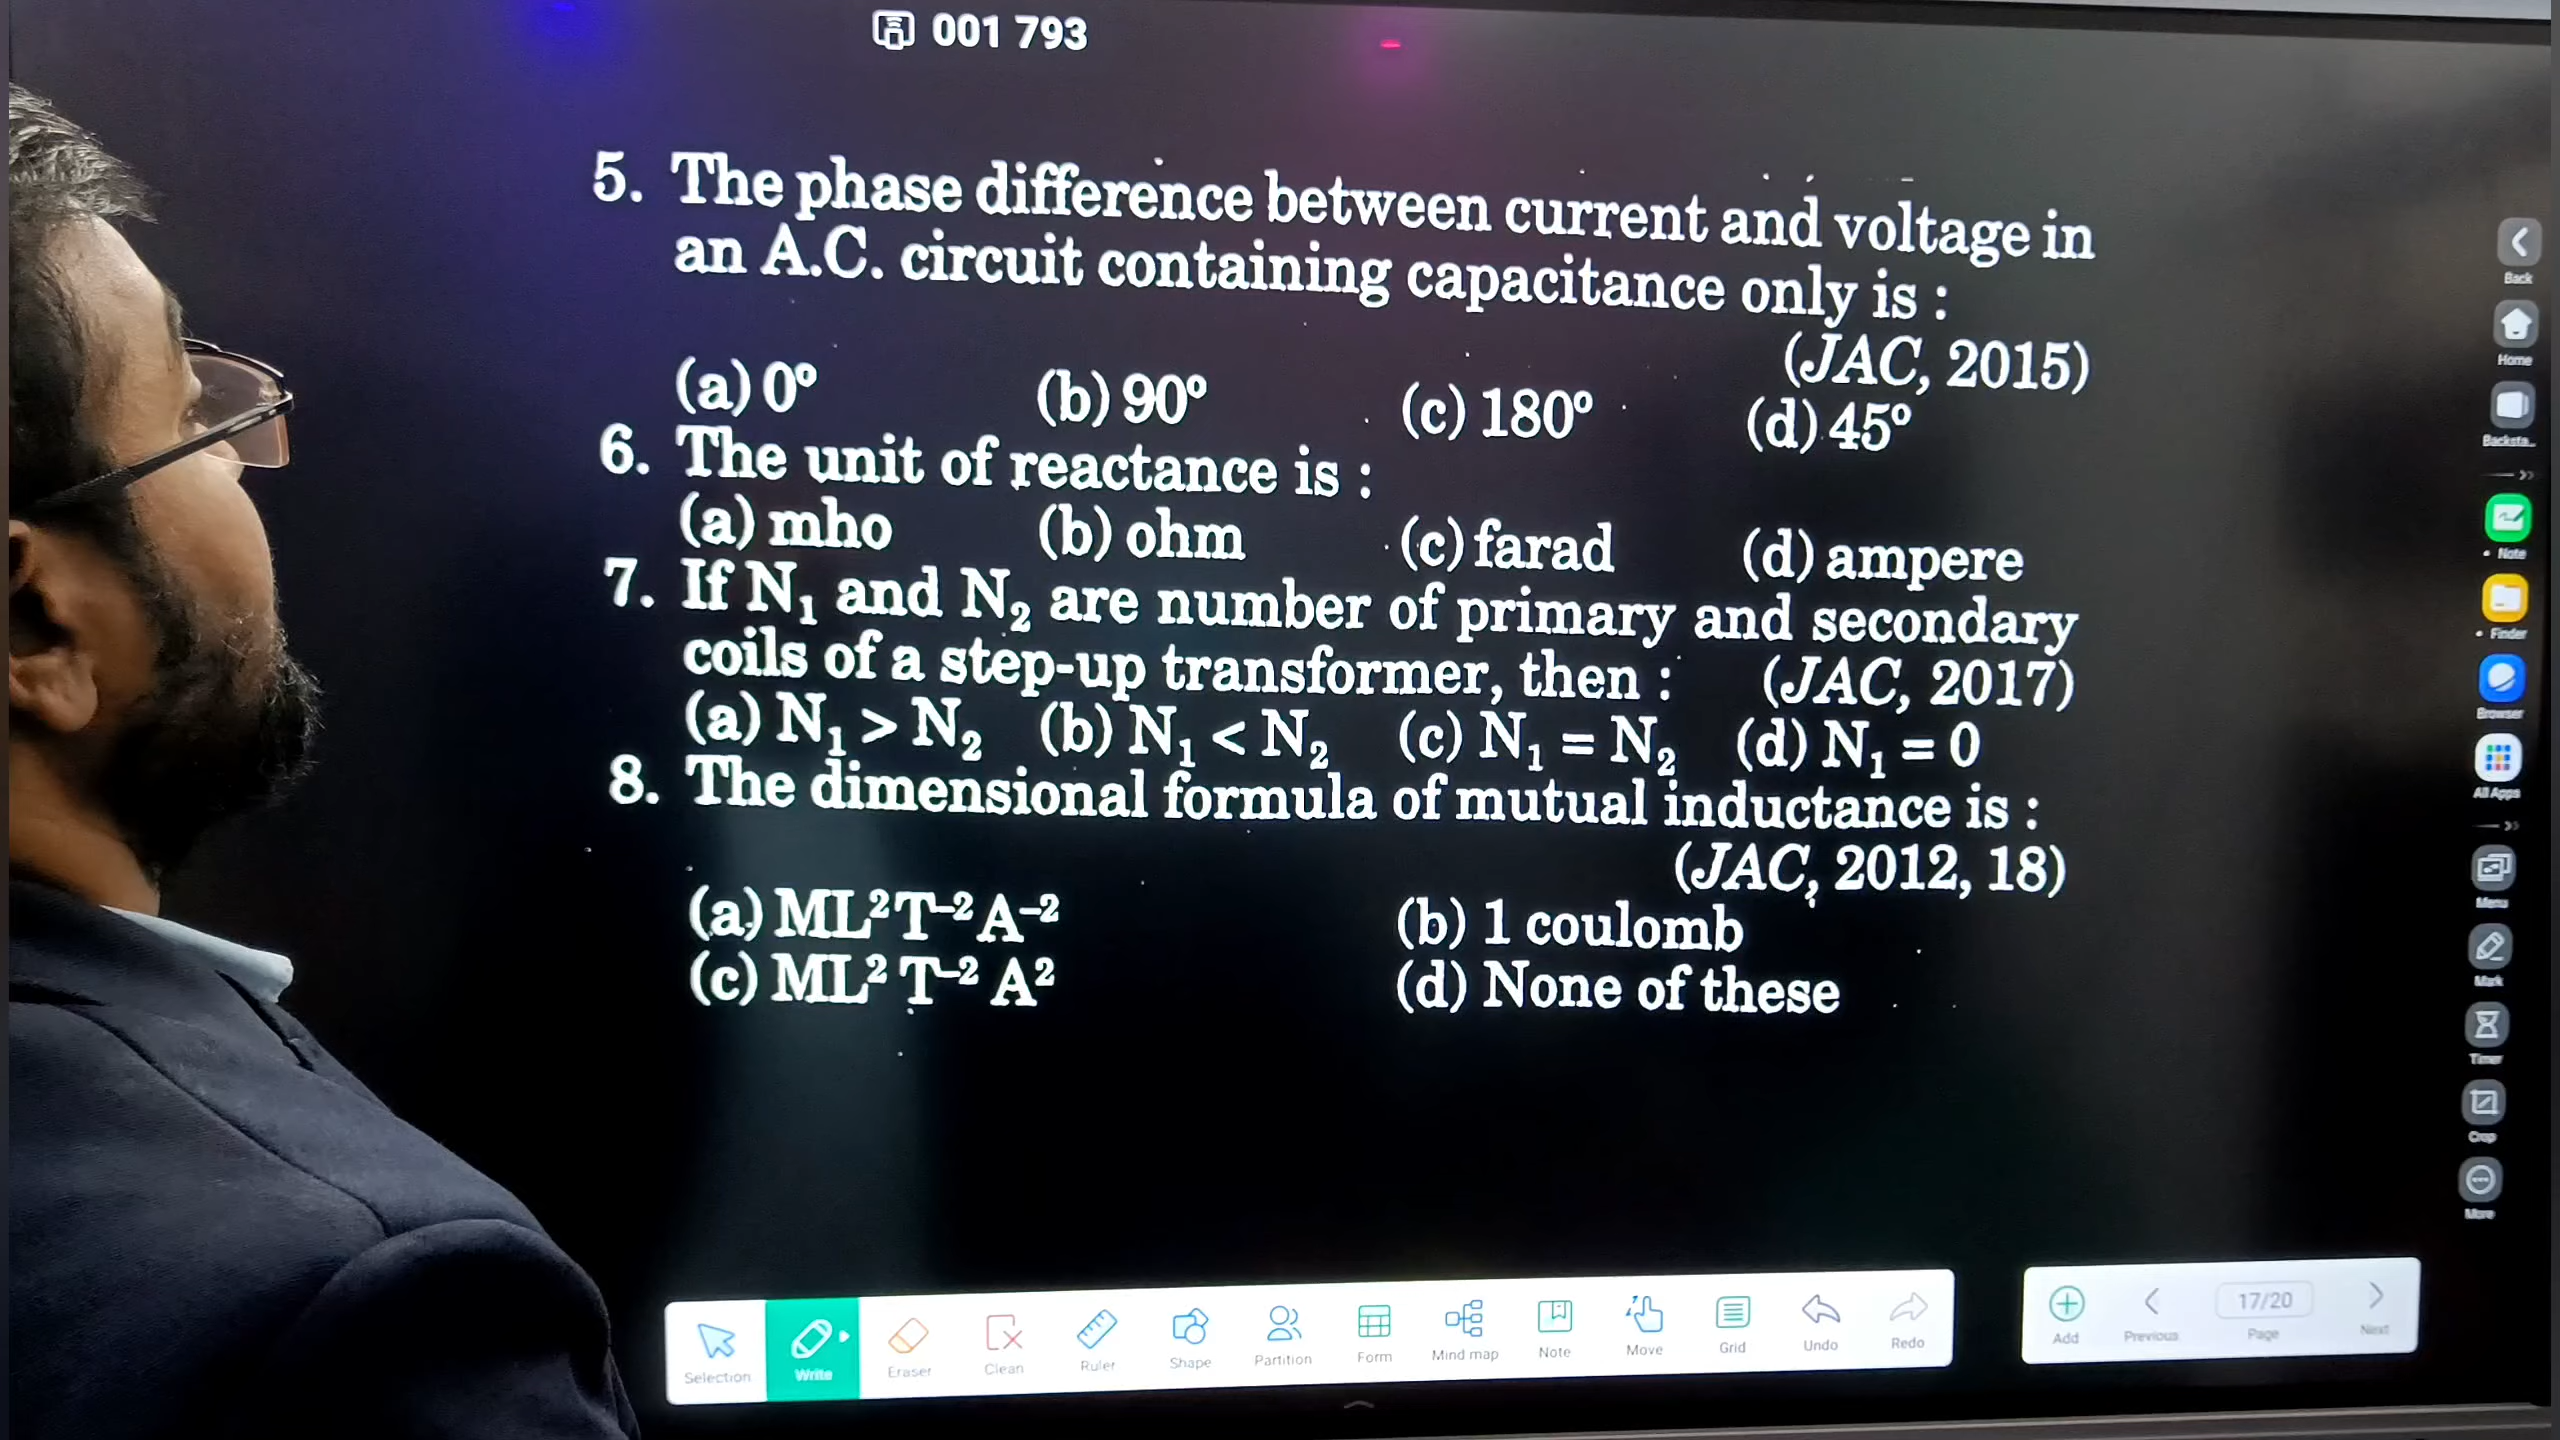 001 793
5. The phase difference between current and voltage in
an A.C. circuit containing capacitance only is :
(JAC, 2015)
(a) 0° (b) 90° (c) 180° (d) 45°
6. The unit of reactance is :
(a) mho (b) ohm (c) farad (d) ampere
7. If N₁ and N₂ are number of primary and secondary
coils of a step-up transformer, then : (JAC, 2017)
(a) N₁ > N₂ (b) N₁ < N₂ (c) N₁ = N₂ (d) N₁ = 0
8. The dimensional formula of mutual inductance is :
(JAC, 2012, 18)
(a) ML²T⁻²A⁻² (b) 1 coulomb
(c) ML² T⁻² A² (d) None of these
Back
Home
Backsta...
Note
Finder
Browser
All Apps
Menu
Mark
Timer
Crop
More
Selection Write Eraser Clean Ruler Shape Partition Form Mind map Note Move Grid Undo Redo
Add Previous 17/20 Page Next